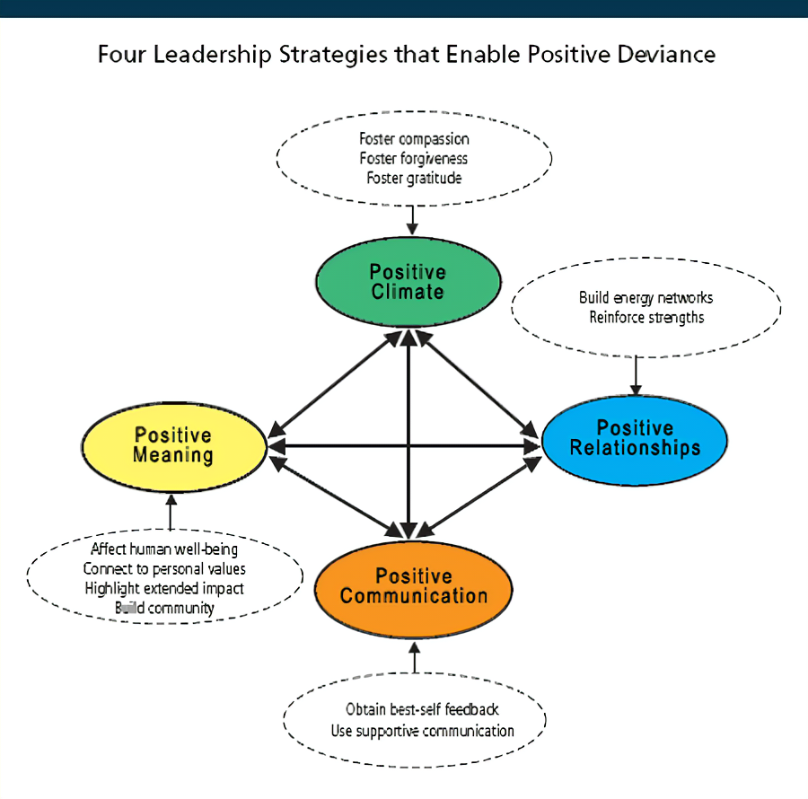 Four Leadership Strategies that Enable Positive Deviance
Foster compassion
Foster forgiveness
Foster gratitude
Positive
Climate
Build energy networks
Reinforce strengths
Positive
Relationships
Positive
Meaning
Affect human well-being
Connect to personal values
Highlight extended impact
Build community
Positive
Communication
Obtain best-self feedback
Use supportive communication